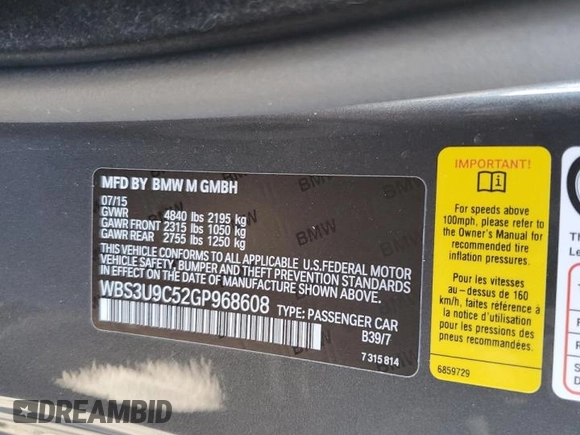 MFD BY BMW M GMBH
07/15
GVWR 4840 lbs 2195 kg
GAWR FRONT 2315 lbs 1050 kg
GAWR REAR 2755 lbs 1250 kg
THIS VEHICLE CONFORMS TO ALL APPLICABLE U.S.FEDERAL MOTOR
VEHICLE SAFETY, BUMPER AND THEFT PREVENTION STANDARDS
IN EFFECT ON THE DATE OF MANUFACTURE SHOWN ABOVE.
WBS3U9C52GP968608
TYPE: PASSENGER CAR
B39/7
7 315 814
IMPORTANT!
For speeds above
100mph, please refer to
the Owner's Manual for
recommended tire
inflation pressures.
Pour les vitesses
au-dessus de 160
km/h, faites référence à
la notice d'utilisation
pour les pressions des
pneus recommandées.
6859729
DREAMBID